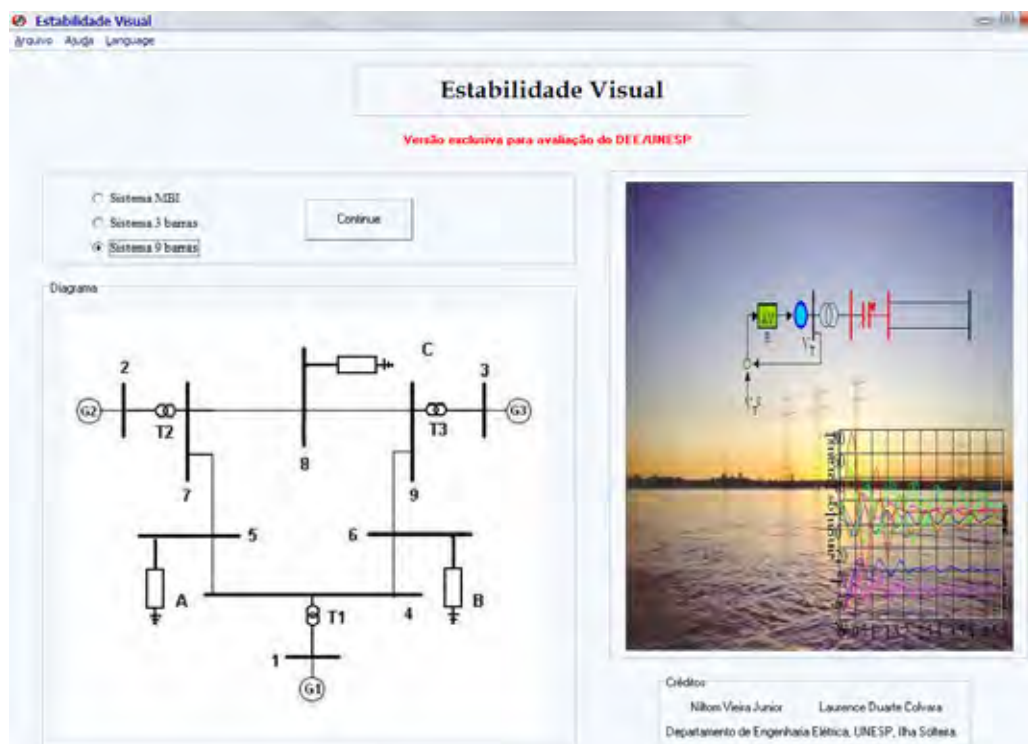 Estabilidade Visual
Arquivo Ajuda Language
Estabilidade Visual
Versão exclusiva para avaliação do DEE/UNESP
Sistema MBI
Sistema 3 barras
Sistema 9 barras
Continue
Diagrama
C
2
3
G2
T2
T3
G3
8
7
9
5
6
A
B
4
T1
1
G1
Créditos
Niltom Vieira Junior Laurence Duarte Colvara
Departamento de Engenharia Elétrica, UNESP, Ilha Solteira.